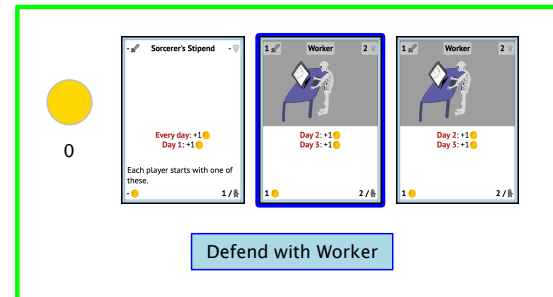 0
- Sorcerer's Stipend -
Every day: +1
Day 1: +1
Each player starts with one of
these.
- 1 /
1 Worker 2
Day 2: +1
Day 3: +1
1 2 /
1 Worker 2
Day 2: +1
Day 3: +1
1 2 /
Defend with Worker